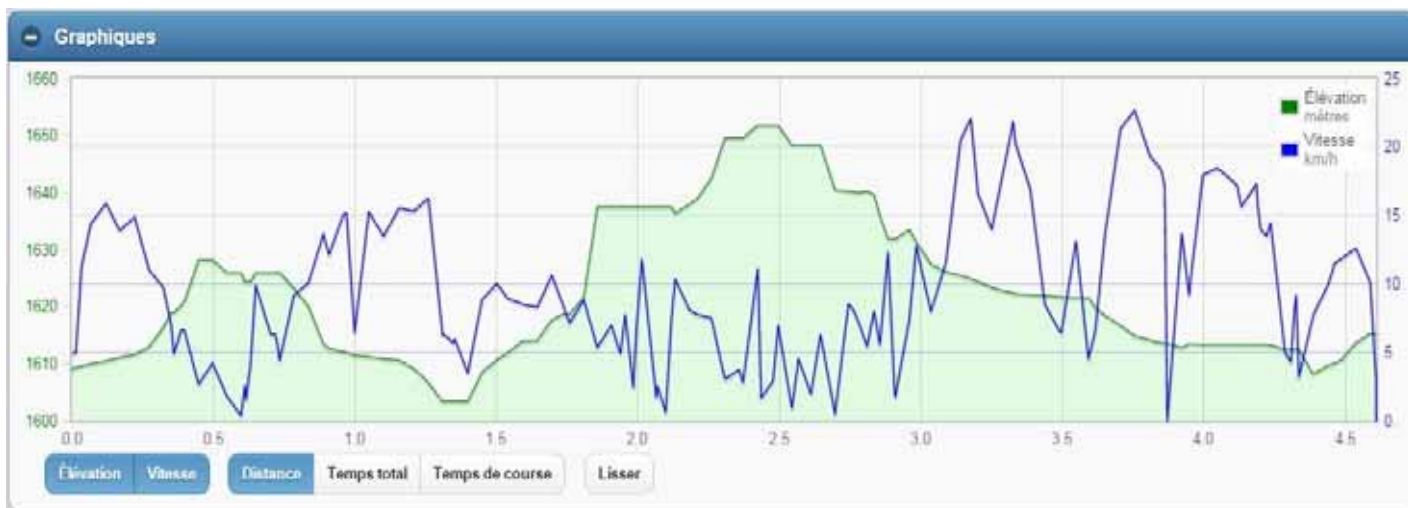 Graphiques
1660
1650
1640
1630
1620
1610
1600
25
20
15
10
5
0
Élévation
mètres
Vitesse
km/h
0.0 0.5 1.0 1.5 2.0 2.5 3.0 3.5 4.0 4.5
Élévation Vitesse Distance Temps total Temps de course Lisser